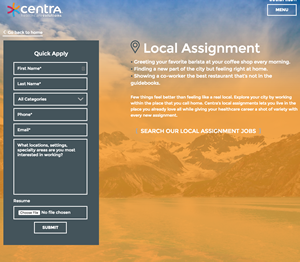 centra
MENU
Go back to home
Quick Apply
First Name*
Last Name*
All Categories
Phone*
Email*
What locations, settings,
specialty areas are you most
interested in working?
Resume
Choose File No file chosen
SUBMIT
Local Assignment
• Greeting your favorite barista at your coffee shop every morning.
• Finding a new part of the city but feeling right at home.
• Showing a co-worker the best restaurant that's not in the
guidebooks.
Few things feel better than feeling like a real local. Explore your city by working
within the place that you call home. Centra's local assignments lets you live in the
place you already love all while giving your healthcare career a shot of variety with
every new assignment.
SEARCH OUR LOCAL ASSIGNMENT JOBS